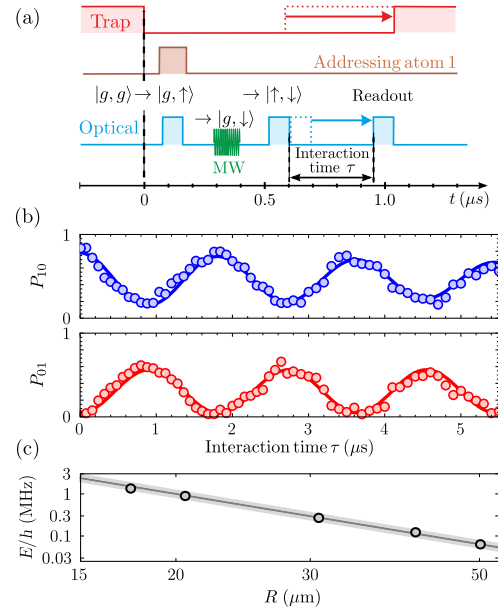 (a)
Trap
Addressing atom 1
|g, g⟩ → |g, ↑⟩
→ |↑, ↓⟩
Readout
→ |g, ↓⟩
Optical
MW
Interaction
time τ
0 0.5 1.0 t (μs)
(b)
1
P10
0
1
P01
0
0 1 2 3 4 5
Interaction time τ (μs)
(c)
3
1
0.3
0.1
0.03
E/h (MHz)
15 20 30 40 50
R (μm)